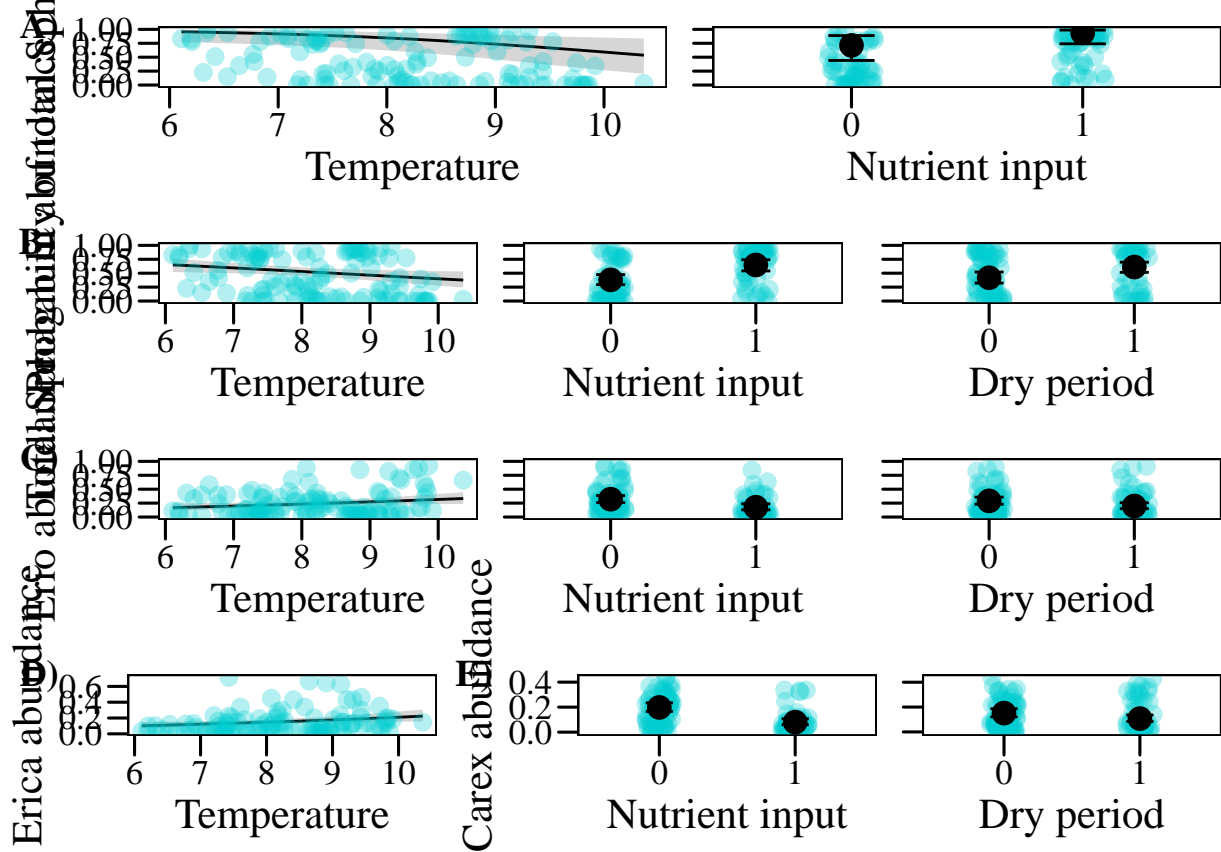 A)
1.00
0.75
0.50
0.25
0.00
6 7 8 9 10
0 1
Temperature
Nutrient input
B)
1.00
0.75
0.50
0.25
0.00
6 7 8 9 10
0 1
0 1
Temperature
Nutrient input
Dry period
C)
1.00
0.75
0.50
0.25
0.00
6 7 8 9 10
0 1
0 1
Temperature
Nutrient input
Dry period
Errio abundance
D)
0.6
0.4
0.2
0.0
6 7 8 9 10
Temperature
Erica abundance
E)
0.4
0.2
0.0
0 1
0 1
Nutrient input
Dry period
Carex abundance